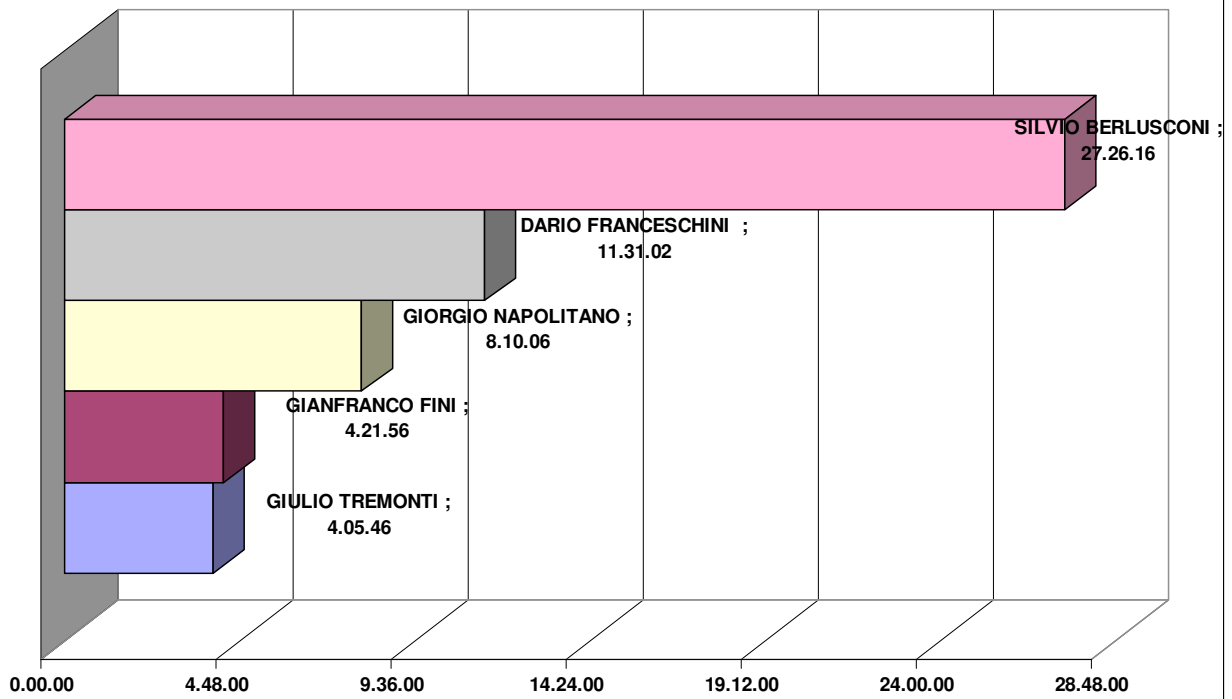 SILVIO BERLUSCONI ;
27.26.16
DARIO FRANCESCHINI  ;
11.31.02
GIORGIO NAPOLITANO ;
8.10.06
GIANFRANCO FINI ;
4.21.56
GIULIO TREMONTI ;
4.05.46
0.00.00 4.48.00 9.36.00 14.24.00 19.12.00 24.00.00 28.48.00